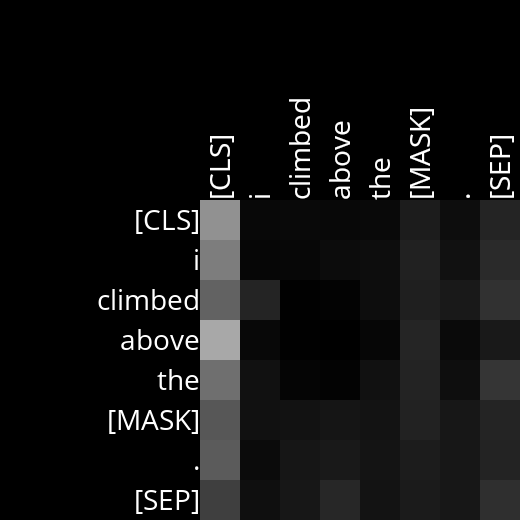 [CLS]
i
climbed
above
the
[MASK]
.
[SEP]
[CLS]
i
climbed
above
the
[MASK]
.
[SEP]